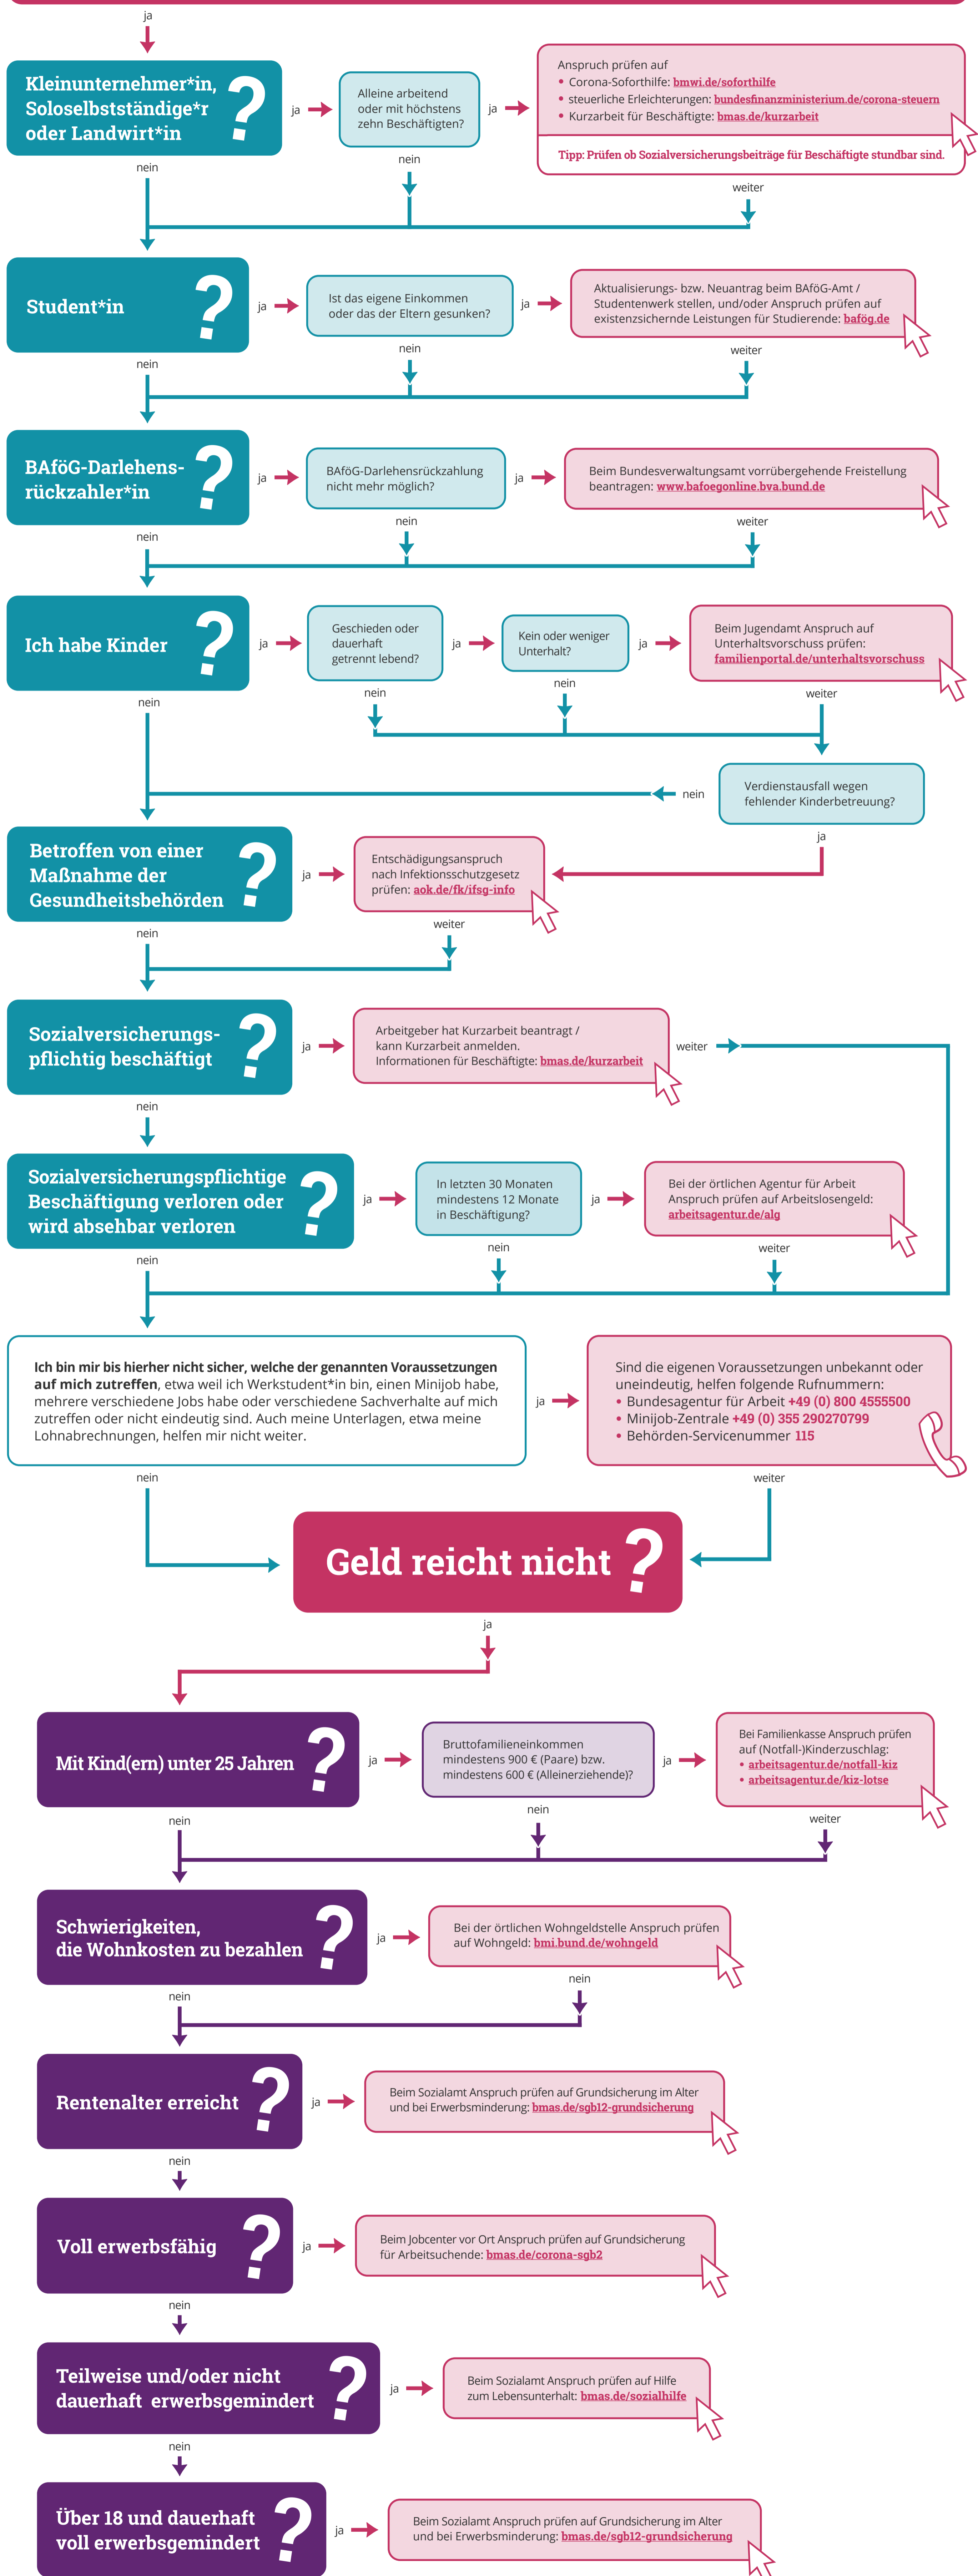 ja
Kleinunternehmer*in,
Soloselbstständige*r
oder Landwirt*in
?
ja
Alleine arbeitend
oder mit höchstens
zehn Beschäftigten?
ja
Anspruch prüfen auf
• Corona-Soforthilfe: bmwi.de/soforthilfe
• steuerliche Erleichterungen: bundesfinanzministerium.de/corona-steuern
• Kurzarbeit für Beschäftigte: bmas.de/kurzarbeit
Tipp: Prüfen ob Sozialversicherungsbeiträge für Beschäftigte stundbar sind.
nein
nein
weiter
Student*in
?
ja
Ist das eigene Einkommen
oder das der Eltern gesunken?
ja
Aktualisierungs- bzw. Neuantrag beim BAföG-Amt /
Studentenwerk stellen, und/oder Anspruch prüfen auf
existenzsichernde Leistungen für Studierende: bafög.de
nein
nein
weiter
BAföG-Darlehens-
rückzahler*in
?
ja
BAföG-Darlehensrückzahlung
nicht mehr möglich?
ja
Beim Bundesverwaltungsamt vorrübergehende Freistellung
beantragen: www.bafoegonline.bva.bund.de
nein
nein
weiter
Ich habe Kinder
?
ja
Geschieden oder
dauerhaft
getrennt lebend?
ja
Kein oder weniger
Unterhalt?
ja
Beim Jugendamt Anspruch auf
Unterhaltsvorschuss prüfen:
familienportal.de/unterhaltsvorschuss
nein
nein
nein
weiter
nein
Verdienstausfall wegen
fehlender Kinderbetreuung?
ja
Betroffen von einer
Maßnahme der
Gesundheitsbehörden
?
ja
Entschädigungsanspruch
nach Infektionsschutzgesetz
prüfen: aok.de/fk/ifsg-info
nein
weiter
Sozialversicherungs-
pflichtig beschäftigt
?
ja
Arbeitgeber hat Kurzarbeit beantragt /
kann Kurzarbeit anmelden.
Informationen für Beschäftigte: bmas.de/kurzarbeit
weiter
nein
Sozialversicherungspflichtige
Beschäftigung verloren oder
wird absehbar verloren
?
ja
In letzten 30 Monaten
mindestens 12 Monate
in Beschäftigung?
ja
Bei der örtlichen Agentur für Arbeit
Anspruch prüfen auf Arbeitslosengeld:
arbeitsagentur.de/alg
nein
nein
weiter
Ich bin mir bis hierher nicht sicher, welche der genannten Voraussetzungen
auf mich zutreffen, etwa weil ich Werkstudent*in bin, einen Minijob habe,
mehrere verschiedene Jobs habe oder verschiedene Sachverhalte auf mich
zutreffen oder nicht eindeutig sind. Auch meine Unterlagen, etwa meine
Lohnabrechnungen, helfen mir nicht weiter.
ja
Sind die eigenen Voraussetzungen unbekannt oder
uneindeutig, helfen folgende Rufnummern:
• Bundesagentur für Arbeit +49 (0) 800 4555500
• Minijob-Zentrale +49 (0) 355 290270799
• Behörden-Servicenummer 115
nein
weiter
Geld reicht nicht
?
ja
Mit Kind(ern) unter 25 Jahren
?
ja
Bruttofamilieneinkommen
mindestens 900 € (Paare) bzw.
mindestens 600 € (Alleinerziehende)?
ja
Bei Familienkasse Anspruch prüfen
auf (Notfall-)Kinderzuschlag:
• arbeitsagentur.de/notfall-kiz
• arbeitsagentur.de/kiz-lotse
nein
nein
weiter
Schwierigkeiten,
die Wohnkosten zu bezahlen
?
ja
Bei der örtlichen Wohngeldstelle Anspruch prüfen
auf Wohngeld: bmi.bund.de/wohngeld
nein
nein
Rentenalter erreicht
?
ja
Beim Sozialamt Anspruch prüfen auf Grundsicherung im Alter
und bei Erwerbsminderung: bmas.de/sgb12-grundsicherung
nein
Voll erwerbsfähig
?
ja
Beim Jobcenter vor Ort Anspruch prüfen auf Grundsicherung
für Arbeitsuchende: bmas.de/corona-sgb2
nein
Teilweise und/oder nicht
dauerhaft erwerbsgemindert
?
ja
Beim Sozialamt Anspruch prüfen auf Hilfe
zum Lebensunterhalt: bmas.de/sozialhilfe
nein
Über 18 und dauerhaft
voll erwerbsgemindert
?
ja
Beim Sozialamt Anspruch prüfen auf Grundsicherung im Alter
und bei Erwerbsminderung: bmas.de/sgb12-grundsicherung